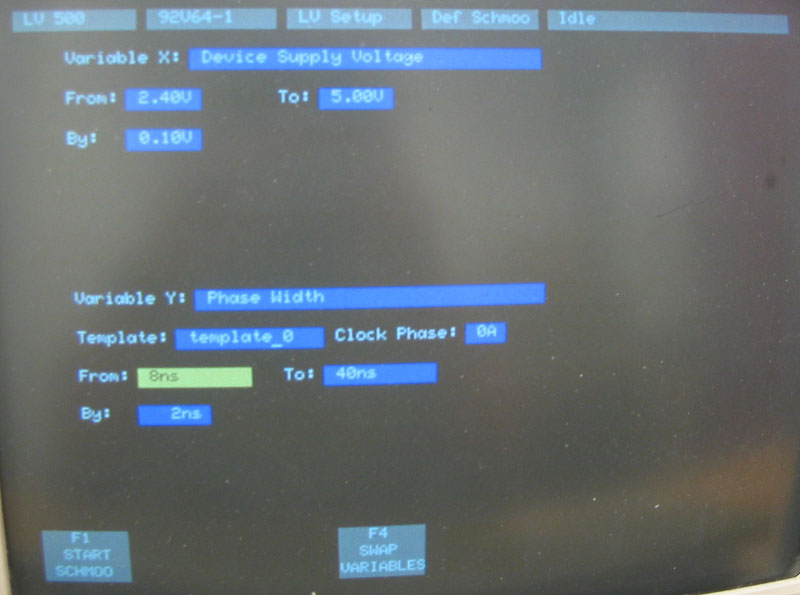 LV 500 92V64-1 LV Setup Def Schmoo Idle
Variable X: Device Supply Voltage
From: 2.40V To: 5.00V
By: 0.10V
Variable Y: Phase Width
Template: template_0 Clock Phase: 0A
From: 8ns To: 40ns
By: 2ns
F1 F4
START SWAP
SCHMOO VARIABLES